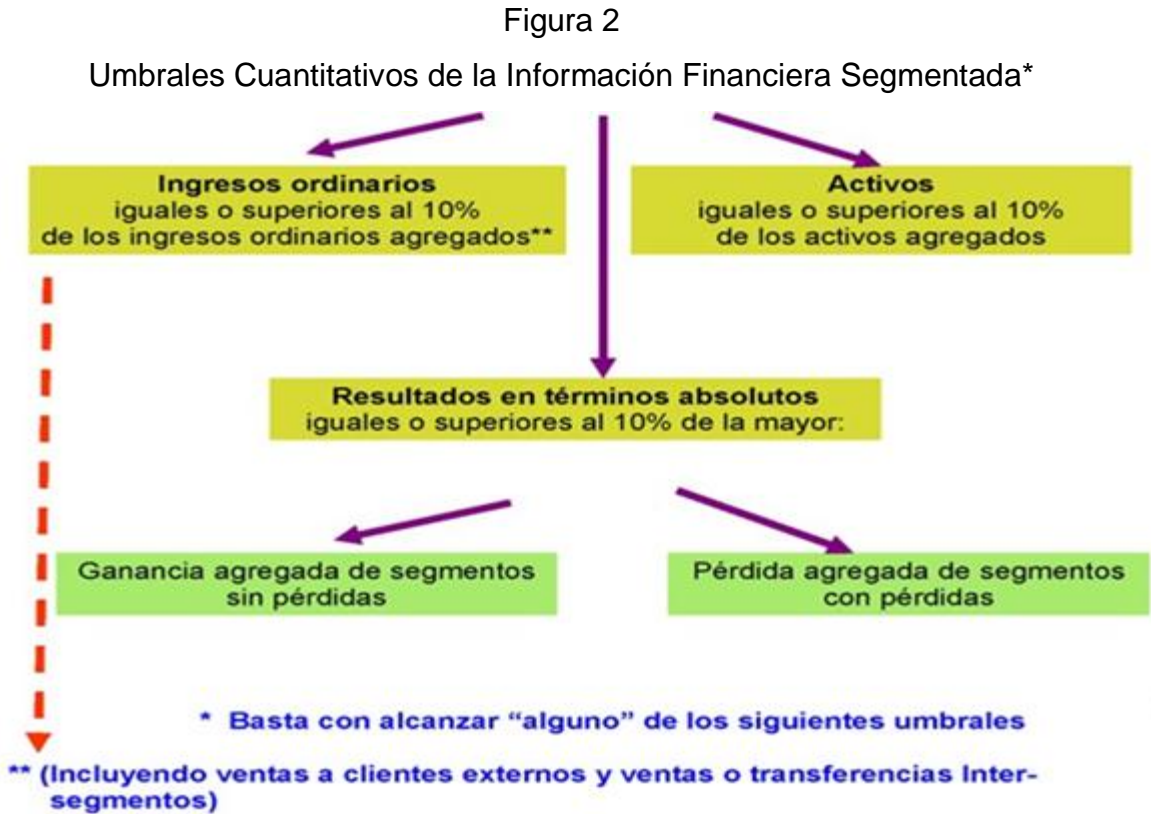 Figura 2
Umbrales Cuantitativos de la Información Financiera Segmentada*
Ingresos ordinarios
iguales o superiores al 10%
de los ingresos ordinarios agregados**
Activos
iguales o superiores al 10%
de los activos agregados
Resultados en términos absolutos
iguales o superiores al 10% de la mayor:
Ganancia agregada de segmentos
sin pérdidas
Pérdida agregada de segmentos
con pérdidas
* Basta con alcanzar “alguno” de los siguientes umbrales
** (Incluyendo ventas a clientes externos y ventas o transferencias Inter-
segmentos)